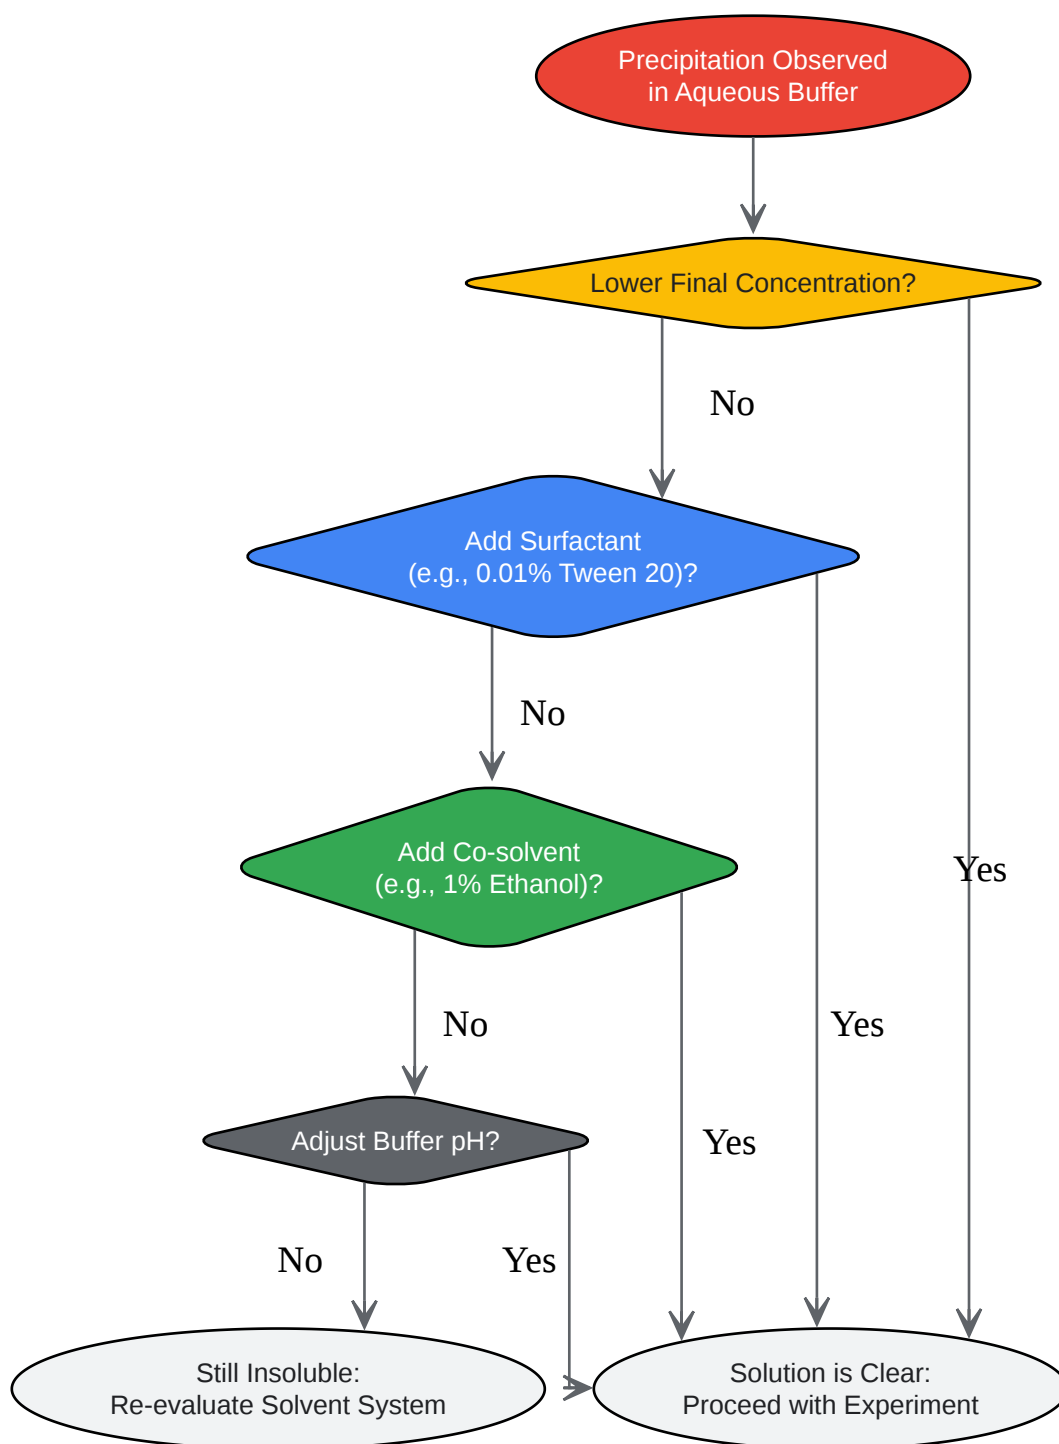 Precipitation Observed
in Aqueous Buffer
Lower Final Concentration?
No
Add Surfactant
(e.g., 0.01% Tween 20)?
No
Add Co-solvent
(e.g., 1% Ethanol)?
Yes
No
Yes
Adjust Buffer pH?
Yes
No
Yes
Still Insoluble:
Re-evaluate Solvent System
Solution is Clear:
Proceed with Experiment